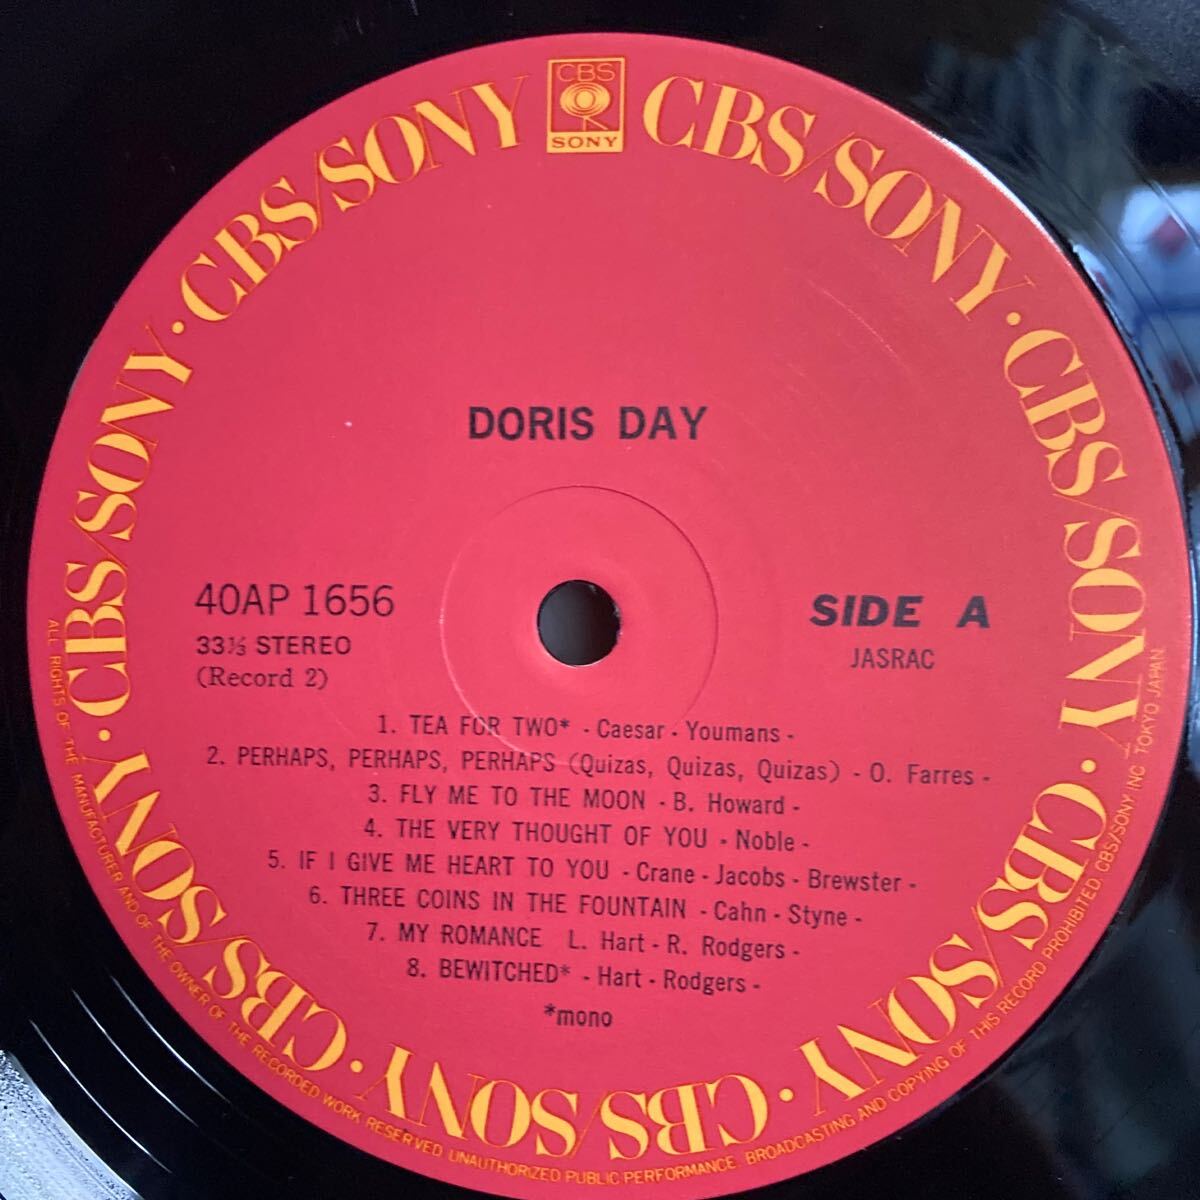 CBS
SONY
CBS/SONY · CBS/SONY · CBS/SONY · CBS/SONY · CBS/SONY · CBS/SONY · CBS/SONY · CBS/SONY
DORIS DAY
40AP 1656
33⅓ STEREO
(Record 2)
SIDE A
JASRAC
1. TEA FOR TWO* - Caesar - Youmans -
2. PERHAPS, PERHAPS, PERHAPS (Quizas, Quizas, Quizas) - O. Farres -
3. FLY ME TO THE MOON - B. Howard -
4. THE VERY THOUGHT OF YOU - Noble -
5. IF I GIVE ME HEART TO YOU - Crane - Jacobs - Brewster -
6. THREE COINS IN THE FOUNTAIN - Cahn - Styne -
7. MY ROMANCE L. Hart - R. Rodgers -
8. BEWITCHED* - Hart - Rodgers -
*mono
ALL RIGHTS OF THE MANUFACTURER AND OF THE OWNER OF THE RECORDED WORK RESERVED UNAUTHORIZED PUBLIC PERFORMANCE. BROADCASTING AND COPYING OF THIS RECORD PROHIBITED CBS/SONY INC TOKYO JAPAN.